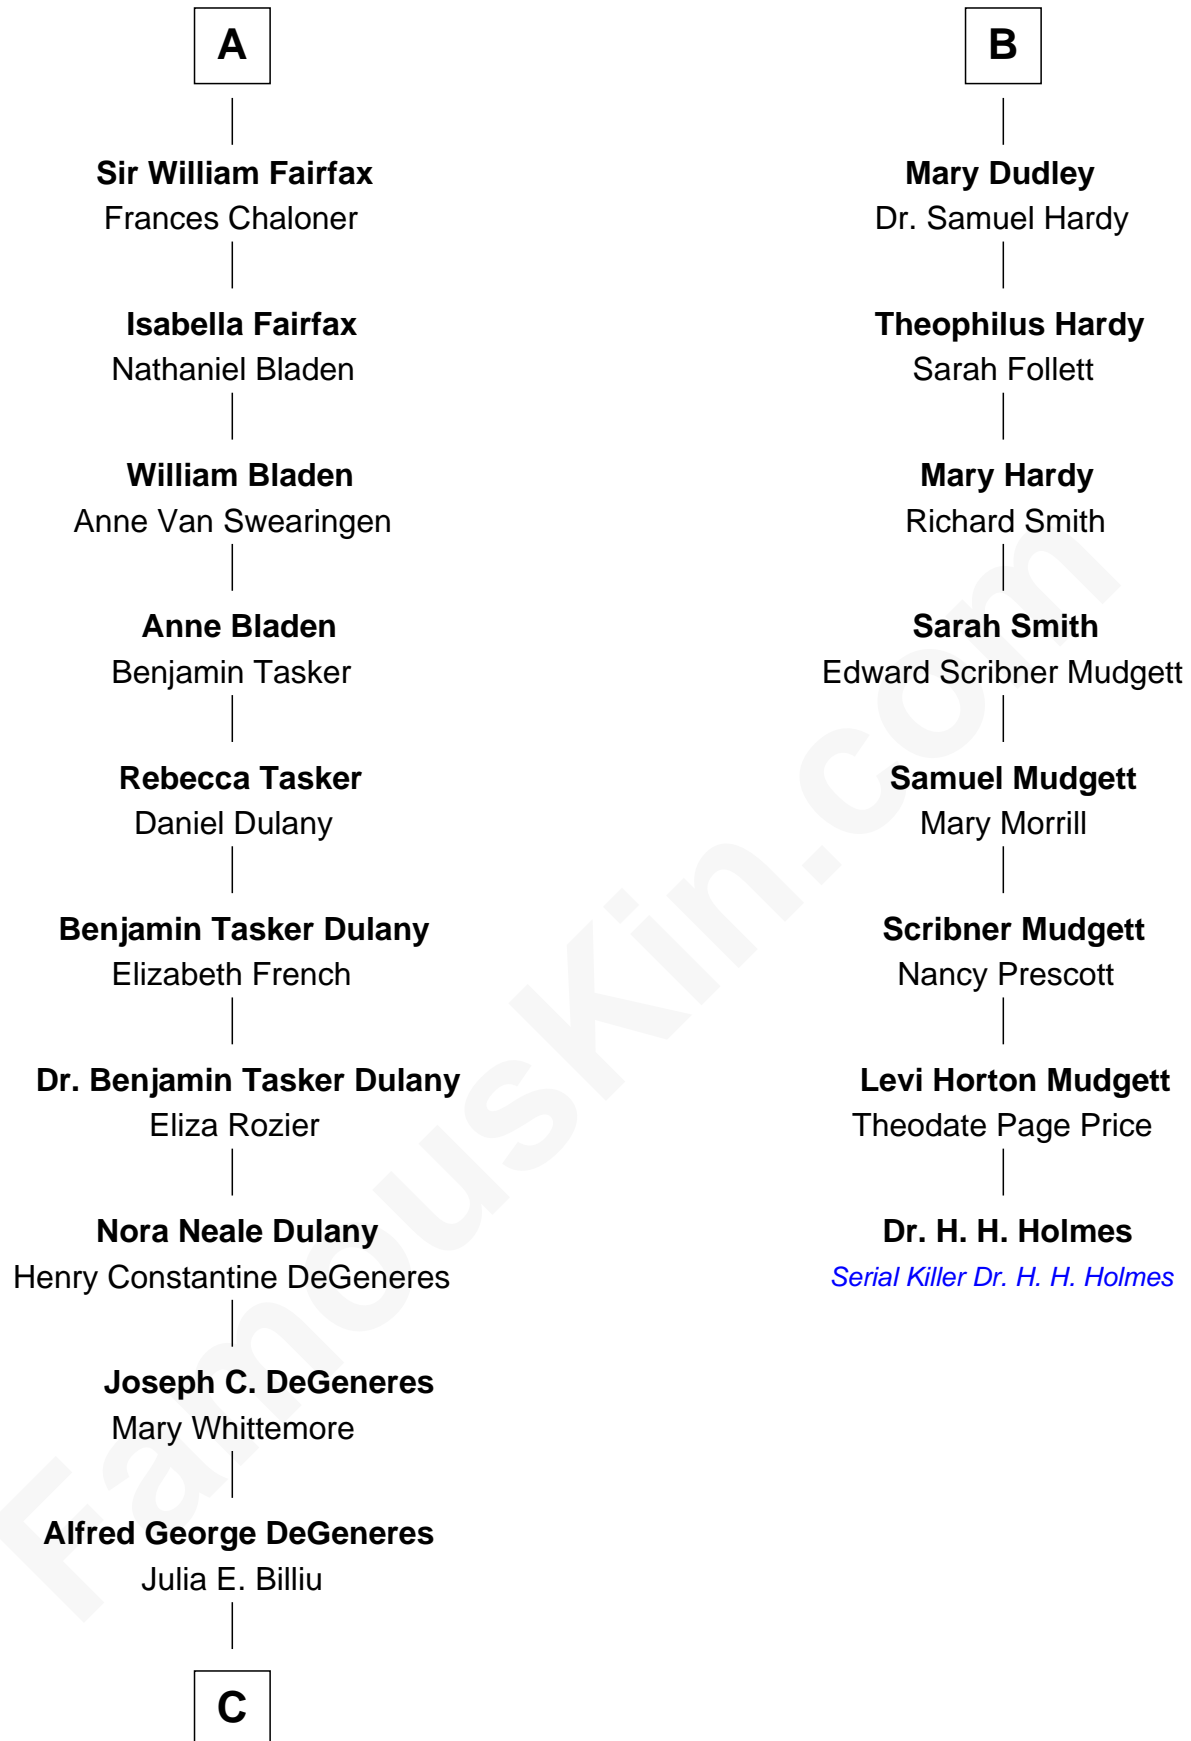 A
Sir William Fairfax
Frances Chaloner
Isabella Fairfax
Nathaniel Bladen
William Bladen
Anne Van Swearingen
Anne Bladen
Benjamin Tasker
Rebecca Tasker
Daniel Dulany
Benjamin Tasker Dulany
Elizabeth French
Dr. Benjamin Tasker Dulany
Eliza Rozier
Nora Neale Dulany
Henry Constantine DeGeneres
Joseph C. DeGeneres
Mary Whittemore
Alfred George DeGeneres
Julia E. Billiu
C
B
Mary Dudley
Dr. Samuel Hardy
Theophilus Hardy
Sarah Follett
Mary Hardy
Richard Smith
Sarah Smith
Edward Scribner Mudgett
Samuel Mudgett
Mary Morrill
Scribner Mudgett
Nancy Prescott
Levi Horton Mudgett
Theodate Page Price
Dr. H. H. Holmes
Serial Killer Dr. H. H. Holmes
FamousKin.com